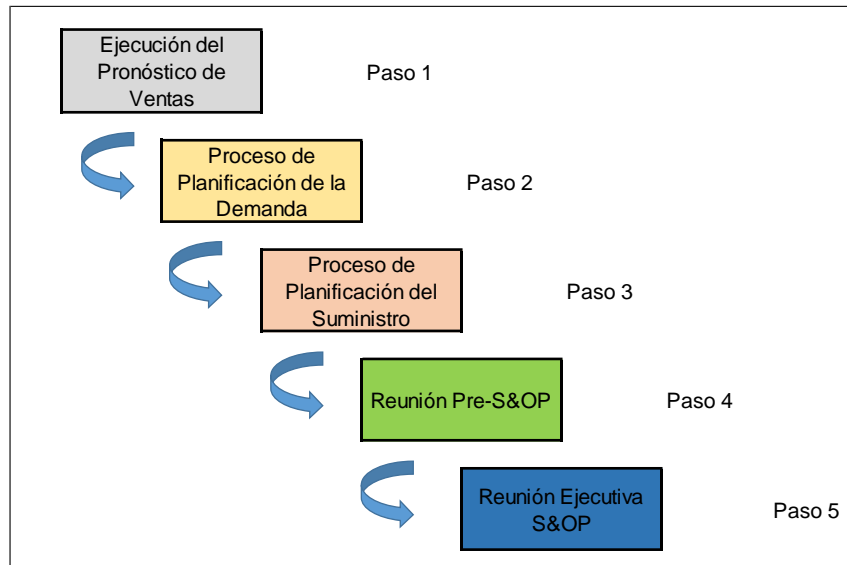 Ejecución del
Pronóstico de
Ventas
Paso 1
Proceso de
Planificación de la
Demanda
Paso 2
Proceso de
Planificación del
Suministro
Paso 3
Reunión Pre-S&OP
Paso 4
Reunión Ejecutiva
S&OP
Paso 5